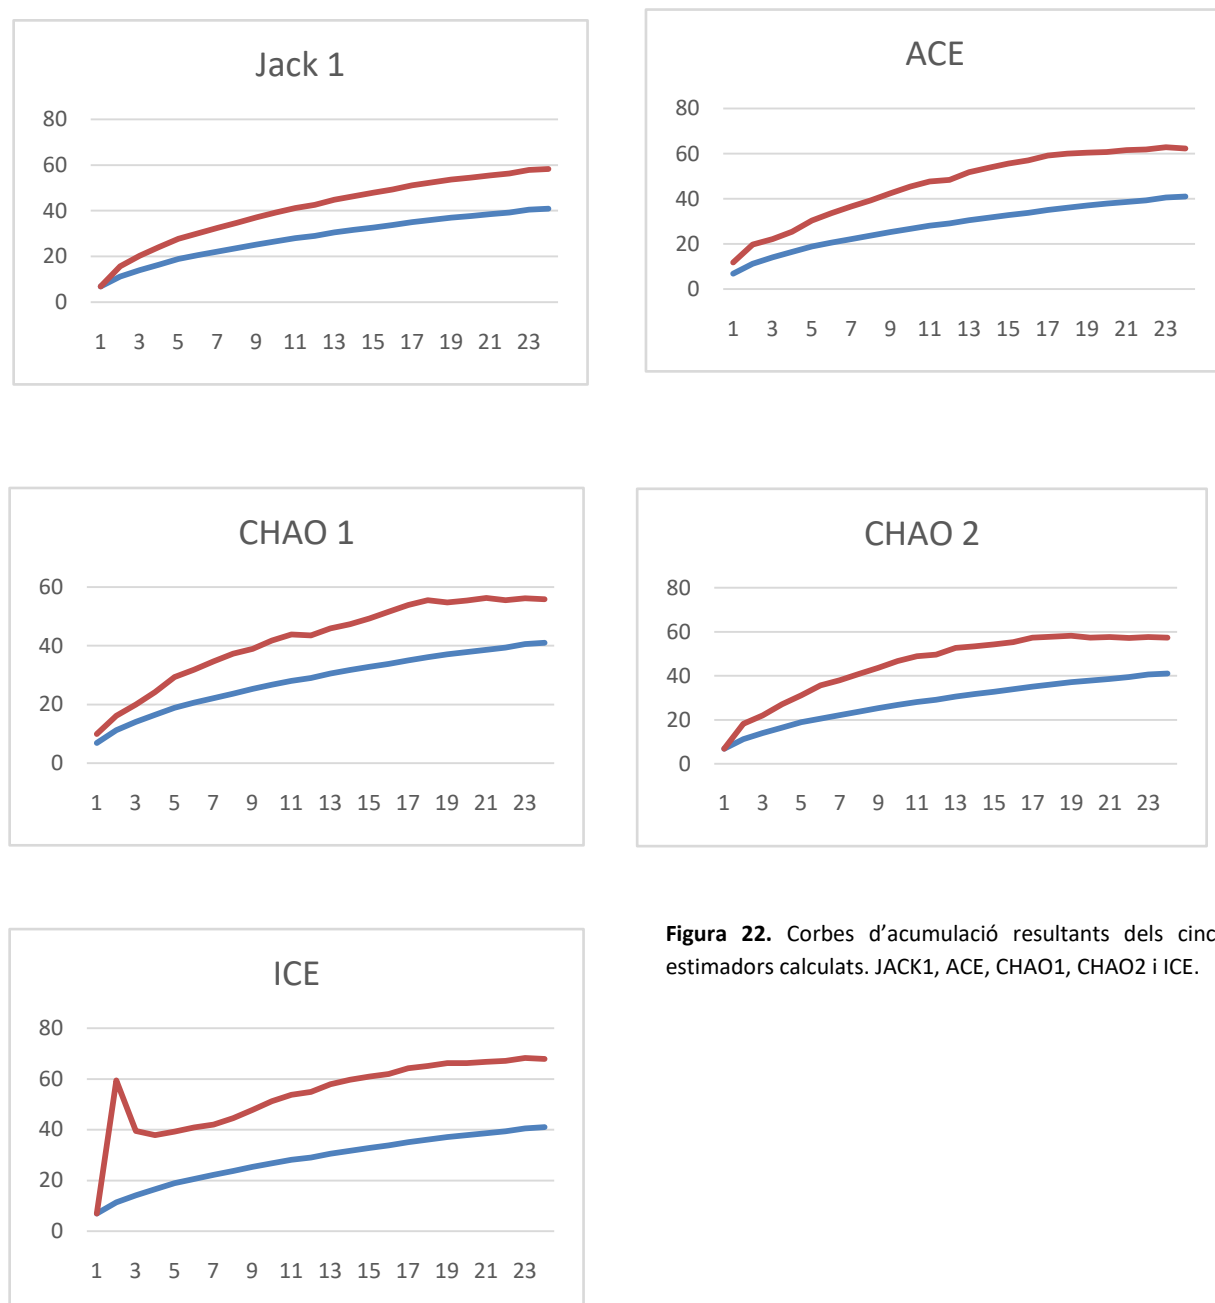 Jack 1
80
60
40
20
0
1 3 5 7 9 11 13 15 17 19 21 23
ACE
80
60
40
20
0
1 3 5 7 9 11 13 15 17 19 21 23
CHAO 1
60
40
20
0
1 3 5 7 9 11 13 15 17 19 21 23
CHAO 2
80
60
40
20
0
1 3 5 7 9 11 13 15 17 19 21 23
ICE
80
60
40
20
0
1 3 5 7 9 11 13 15 17 19 21 23
Figura 22. Corbes d’acumulació resultants dels cinc
estimadors calculats. JACK1, ACE, CHAO1, CHAO2 i ICE.